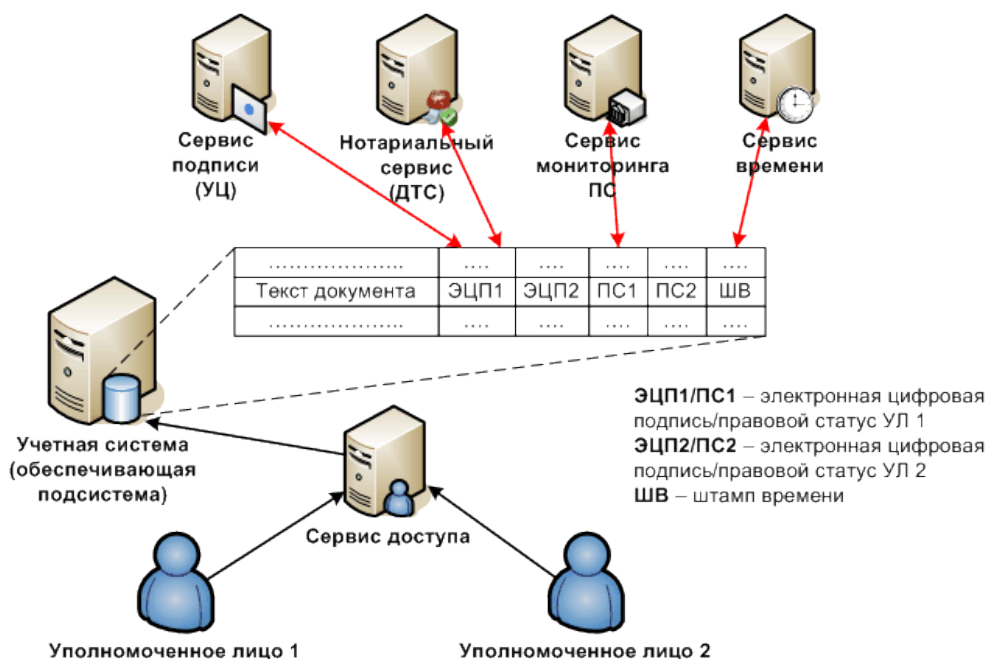 Сервис
подписи
(УЦ)
Нотариальный
сервис
(ДТС)
Сервис
мониторинга
ПС
Сервис
времени
................... .... .... .... .... ....
Текст документа ЭЦП1 ЭЦП2 ПС1 ПС2 ШВ
................... .... .... .... .... ....
Учетная система
(обеспечивающая
подсистема)
Сервис доступа
ЭЦП1/ПС1 – электронная цифровая
подпись/правовой статус УЛ 1
ЭЦП2/ПС2 – электронная цифровая
подпись/правовой статус УЛ 2
ШВ – штамп времени
Уполномоченное лицо 1
Уполномоченное лицо 2